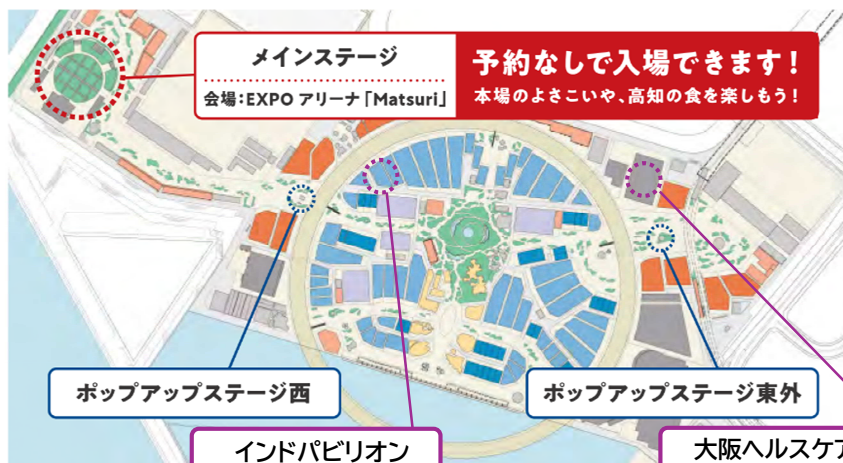 メインステージ
会場:EXPO アリーナ「Matsuri」
予約なしで入場できます!
本場のよさこいや、高知の食を楽しもう!
ポップアップステージ西
ポップアップステージ東外
インドパビリオン
大阪ヘルスケア